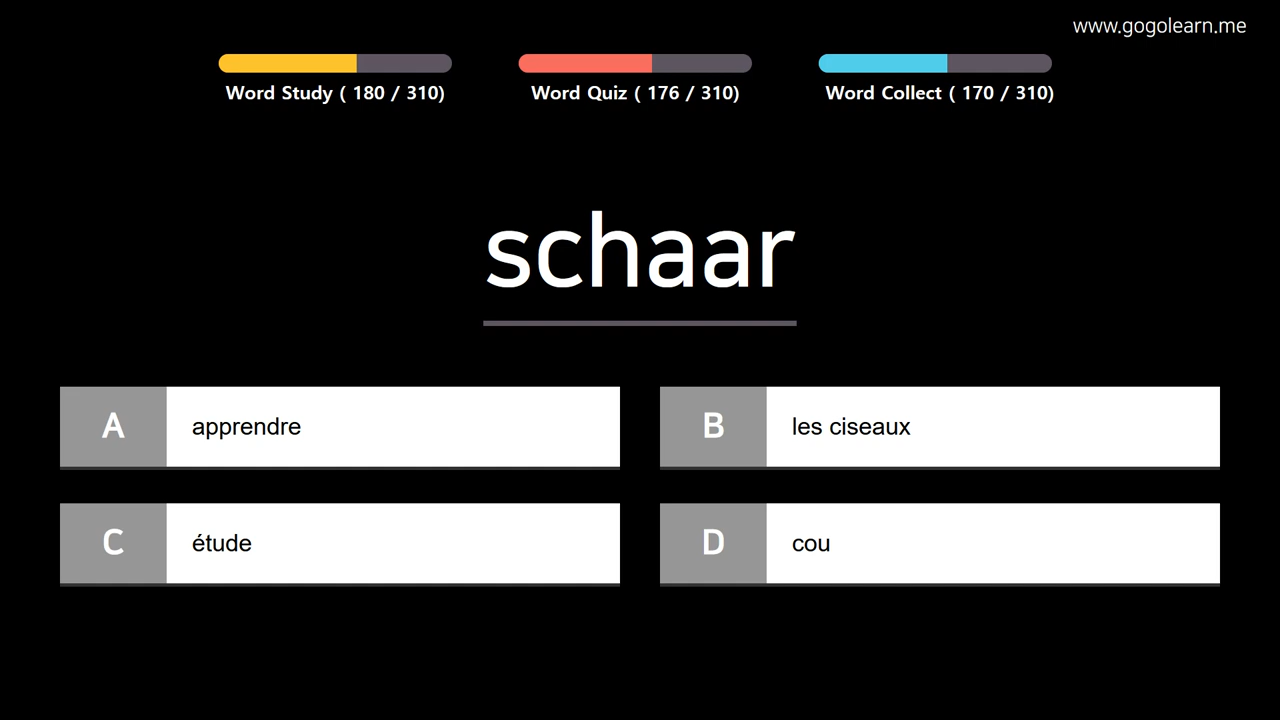 www.gogolearn.me
Word Study ( 180 / 310)
Word Quiz ( 176 / 310)
Word Collect ( 170 / 310)
schaar
A apprendre
B les ciseaux
C étude
D cou